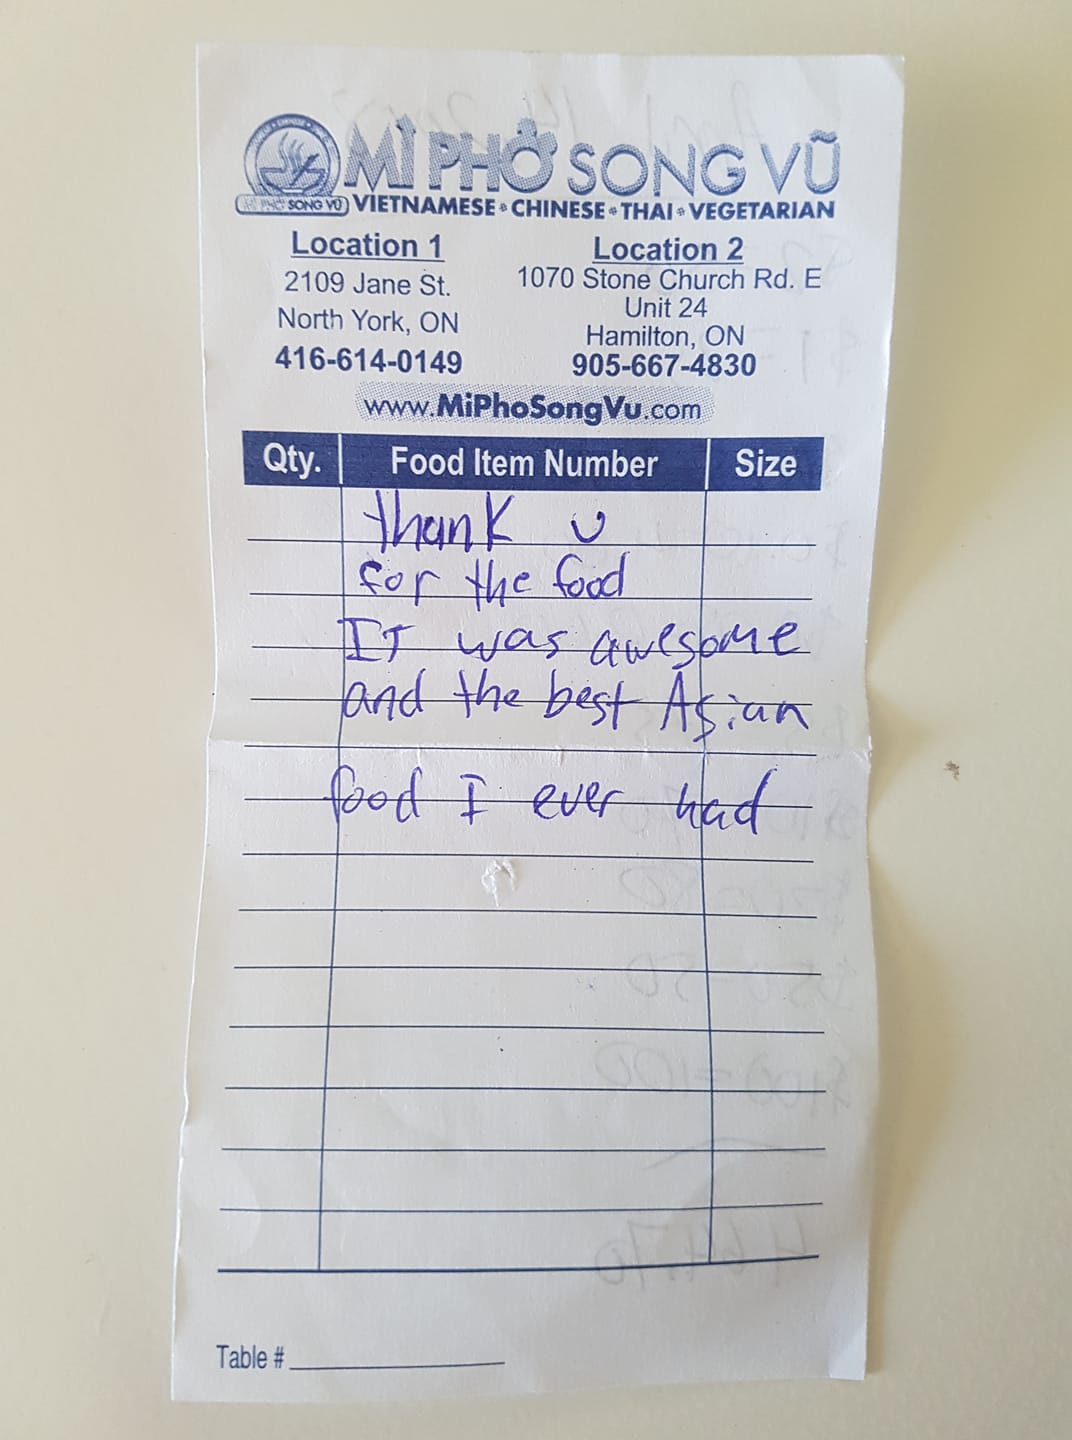 MÌ PHỞ SONG VŨ
MÌ PHỞ SONG VŨ
VIETNAMESE • CHINESE • THAI • VEGETARIAN
Location 1
2109 Jane St.
North York, ON
416-614-0149
Location 2
1070 Stone Church Rd. E
Unit 24
Hamilton, ON
905-667-4830
www.MiPhoSongVu.com
Qty. Food Item Number Size
thank U
for the food
IT was awesome
and the best Asian
food I ever had
Table #